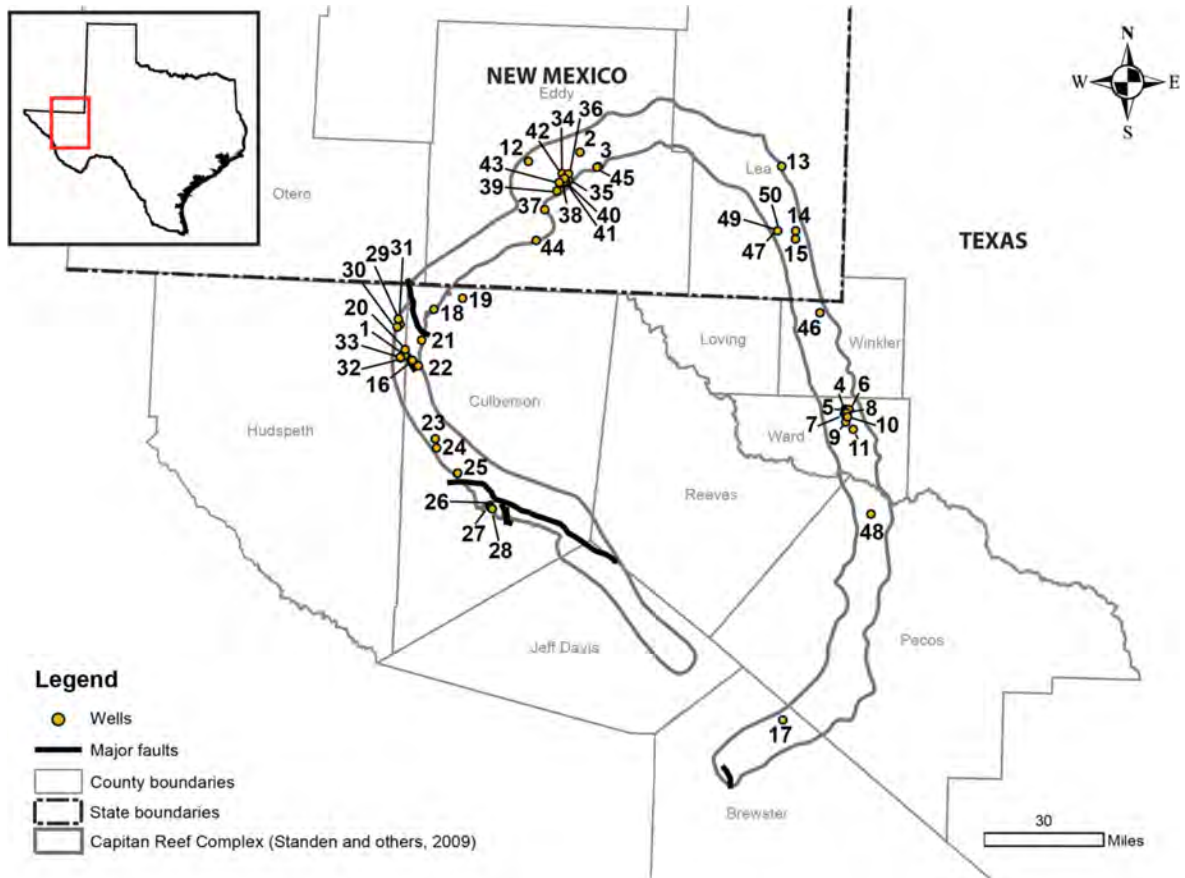 N
W E
S
NEW MEXICO
Eddy
36
34
42
2
12
3
13
43
Lea
45
39
35
Otero
37
38
40
41
50
49
14
47
15
44
TEXAS
31
29
30
19
18
20
46
1
21
Loving
Winkler
33
32
22
16
Culberson
4 6
5 8
7 10
9
11
Ward
Hudspeth
23
24
25
Reeves
26
27
28
48
Jeff Davis
Pecos
17
Brewster
Legend
Wells
Major faults
County boundaries
State boundaries
Capitan Reef Complex (Standen and others, 2009)
30
Miles